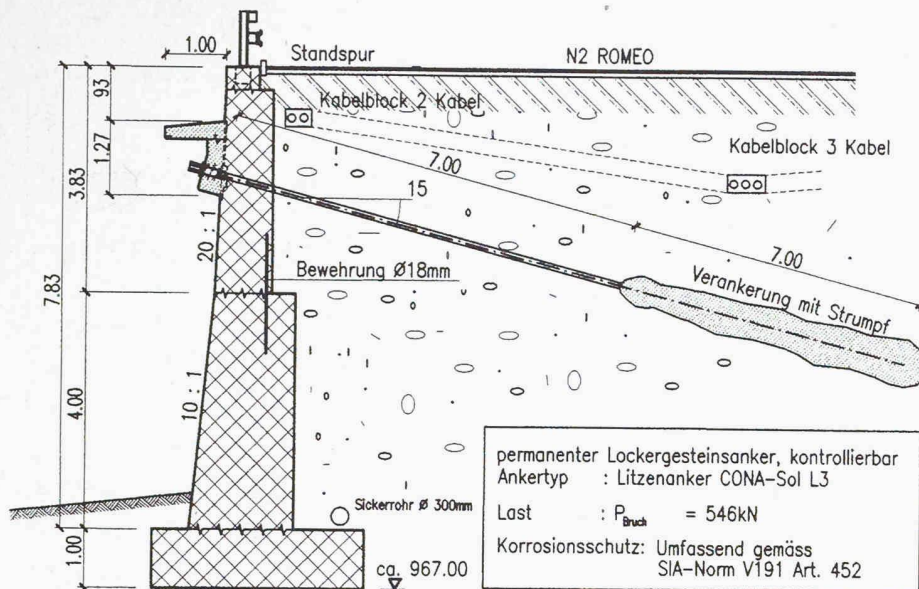 1.00
Standspur
N2 ROMEO
93
Kabelblock 2 Kabel
Kabelblock 3 Kabel
1.27
7.00
3.83
15
7.00
20 : 1
Bewehrung Ø18mm
Verankerung mit Strumpf
7.83
10 : 1
4.00
permanenter Lockergesteinsanker, kontrollierbar
Ankertyp : Litzenanker CONA-Sol L3
Last : P_Bruch = 546kN
Korrosionsschutz: Umfassend gemäss
SIA-Norm V191 Art. 452
Sickerrohr Ø 300mm
1.00
ca. 967.00